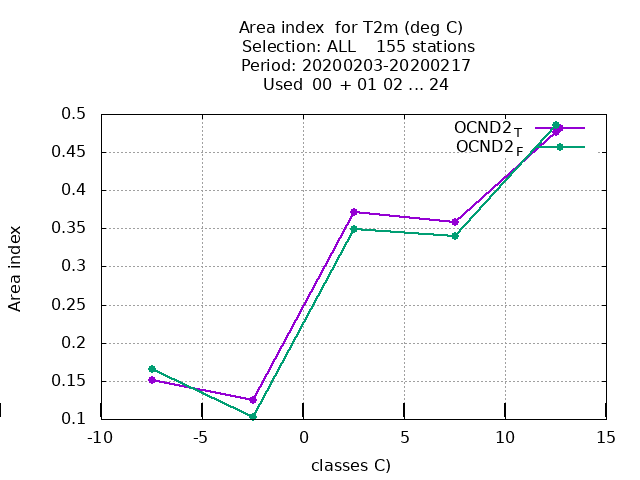 Area index for T2m (deg C)
Selection: ALL 155 stations
Period: 20200203-20200217
Used 00 + 01 02 ... 24
0.5
0.45
0.4
0.35
0.3
0.25
0.2
0.15
0.1
Area index
OCND2T
OCND2F
-10 -5 0 5 10 15
classes C)